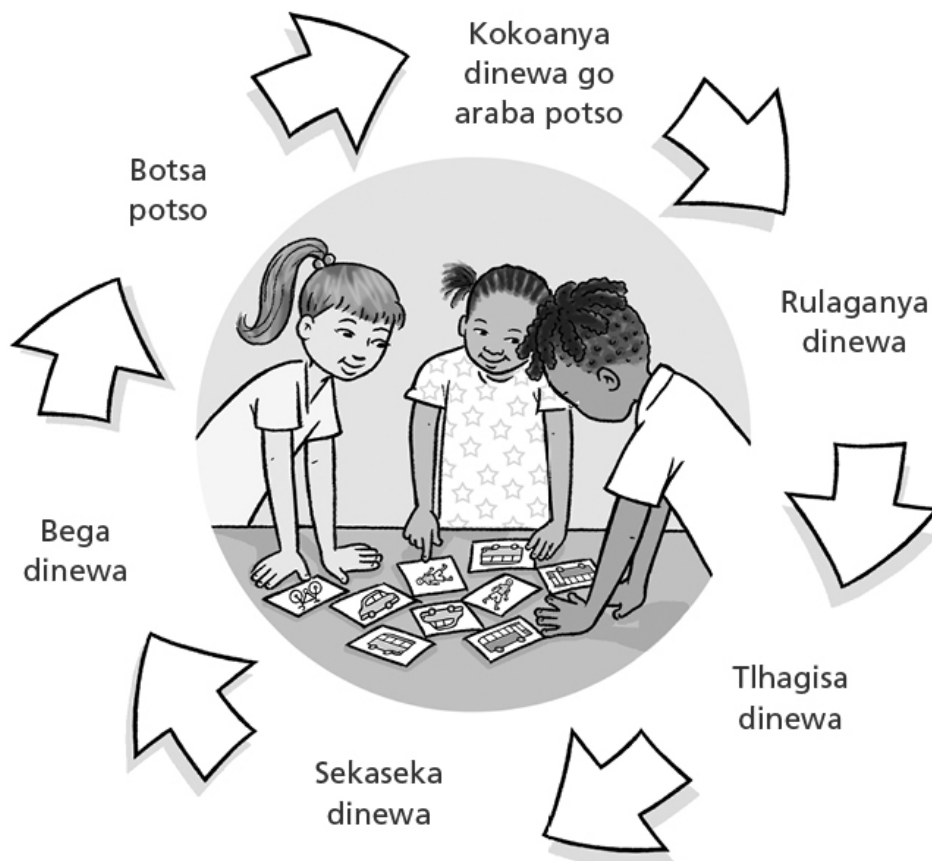 Botsa
potso
Kokoanya
dinewa go
araba potso
Rulaganya
dinewa
Tlhagisa
dinewa
Sekaseka
dinewa
Bega
dinewa